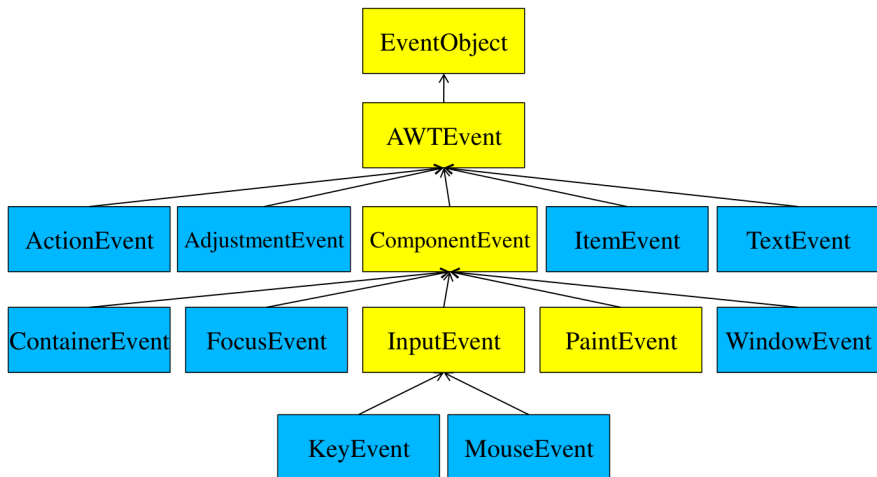 EventObject
AWTEvent
ActionEvent
AdjustmentEvent
ComponentEvent
ItemEvent
TextEvent
ContainerEvent
FocusEvent
InputEvent
PaintEvent
WindowEvent
KeyEvent
MouseEvent